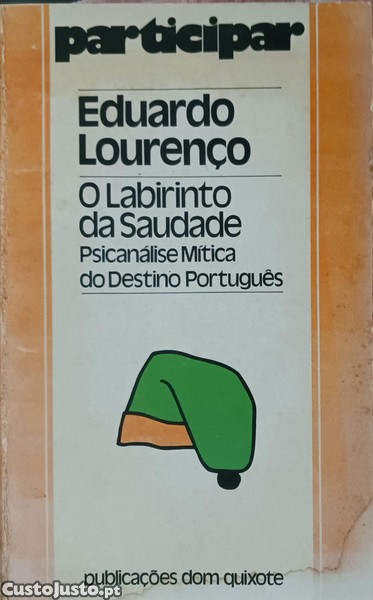 participar
Eduardo
Lourenço
O Labirinto
da Saudade
Psicanálise Mítica
do Destino Português
publicações dom quixote
CustoJusto.pt